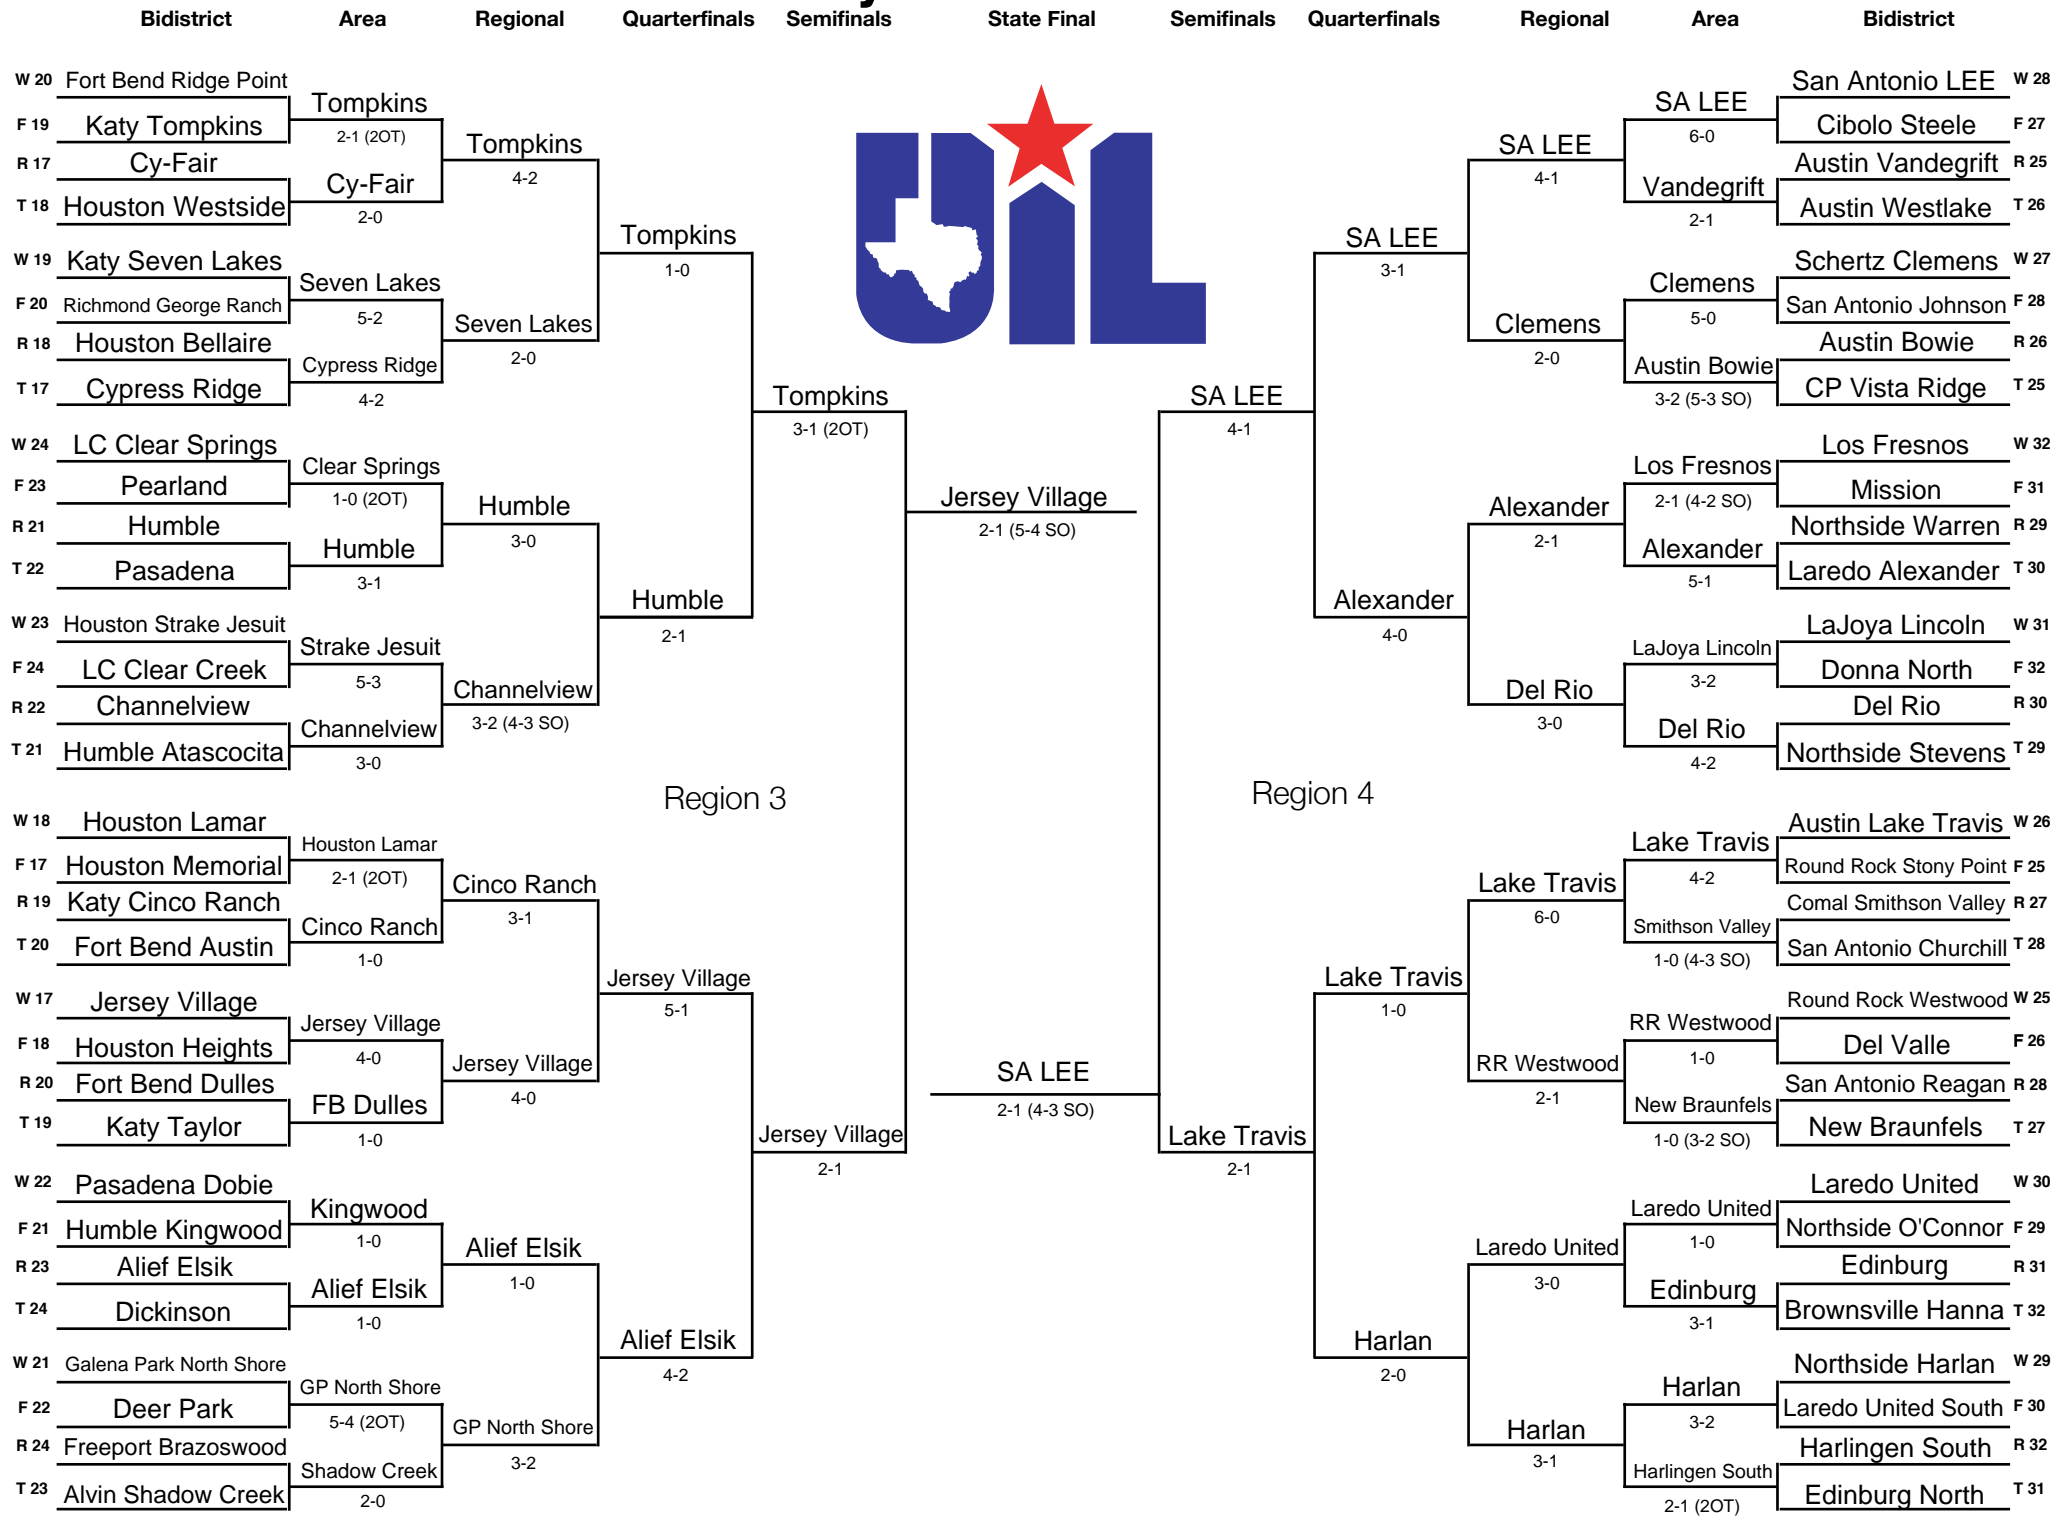 Bidistrict Area Regional Quarterfinals Semifinals State Final Semifinals Quarterfinals Regional Area Bidistrict
W 20 Fort Bend Ridge Point
Tompkins
F 19 Katy Tompkins
2-1 (2OT)
Tompkins
4-2
R 17 Cy-Fair
Cy-Fair
T 18 Houston Westside
2-0
Tompkins
1-0
W 19 Katy Seven Lakes
Seven Lakes
F 20 Richmond George Ranch
5-2
Seven Lakes
2-0
R 18 Houston Bellaire
Cypress Ridge
T 17 Cypress Ridge
4-2
Tompkins
3-1 (2OT)
W 24 LC Clear Springs
Clear Springs
F 23 Pearland
1-0 (2OT)
Humble
3-0
R 21 Humble
Humble
T 22 Pasadena
3-1
Humble
2-1
W 23 Houston Strake Jesuit
Strake Jesuit
F 24 LC Clear Creek
5-3
Channelview
3-2 (4-3 SO)
R 22 Channelview
Channelview
T 21 Humble Atascocita
3-0
Region 3
W 18 Houston Lamar
Houston Lamar
F 17 Houston Memorial
2-1 (2OT)
Cinco Ranch
3-1
R 19 Katy Cinco Ranch
Cinco Ranch
T 20 Fort Bend Austin
1-0
Jersey Village
5-1
W 17 Jersey Village
Jersey Village
F 18 Houston Heights
4-0
Jersey Village
4-0
R 20 Fort Bend Dulles
FB Dulles
T 19 Katy Taylor
1-0
Jersey Village
2-1
W 22 Pasadena Dobie
Kingwood
F 21 Humble Kingwood
1-0
Alief Elsik
1-0
R 23 Alief Elsik
Alief Elsik
T 24 Dickinson
1-0
Alief Elsik
4-2
W 21 Galena Park North Shore
GP North Shore
F 22 Deer Park
5-4 (2OT)
GP North Shore
3-2
R 24 Freeport Brazoswood
Shadow Creek
T 23 Alvin Shadow Creek
2-0
UIL
Jersey Village
2-1 (5-4 SO)
SA LEE
2-1 (4-3 SO)
San Antonio LEE W 28
SA LEE
Cibolo Steele F 27
6-0
SA LEE
4-1
Austin Vandegrift R 25
Vandegrift
Austin Westlake T 26
2-1
SA LEE
3-1
Schertz Clemens W 27
Clemens
San Antonio Johnson F 28
5-0
Clemens
2-0
Austin Bowie R 26
Austin Bowie
CP Vista Ridge T 25
3-2 (5-3 SO)
SA LEE
4-1
Los Fresnos W 32
Los Fresnos
Mission F 31
2-1 (4-2 SO)
Alexander
2-1
Northside Warren R 29
Alexander
Laredo Alexander T 30
5-1
Alexander
4-0
LaJoya Lincoln W 31
LaJoya Lincoln
Donna North F 32
3-2
Del Rio
3-0
Del Rio R 30
Del Rio
Northside Stevens T 29
4-2
Region 4
Austin Lake Travis W 26
Lake Travis
Round Rock Stony Point F 25
4-2
Lake Travis
6-0
Comal Smithson Valley R 27
Smithson Valley
San Antonio Churchill T 28
1-0 (4-3 SO)
Lake Travis
1-0
Round Rock Westwood W 25
RR Westwood
Del Valle F 26
1-0
RR Westwood
2-1
San Antonio Reagan R 28
New Braunfels
New Braunfels T 27
1-0 (3-2 SO)
Lake Travis
2-1
Laredo United W 30
Laredo United
Northside O'Connor F 29
1-0
Laredo United
3-0
Edinburg R 31
Edinburg
Brownsville Hanna T 32
3-1
Harlan
2-0
Northside Harlan W 29
Harlan
Laredo United South F 30
3-2
Harlan
3-1
Harlingen South R 32
Harlingen South
Edinburg North T 31
2-1 (2OT)